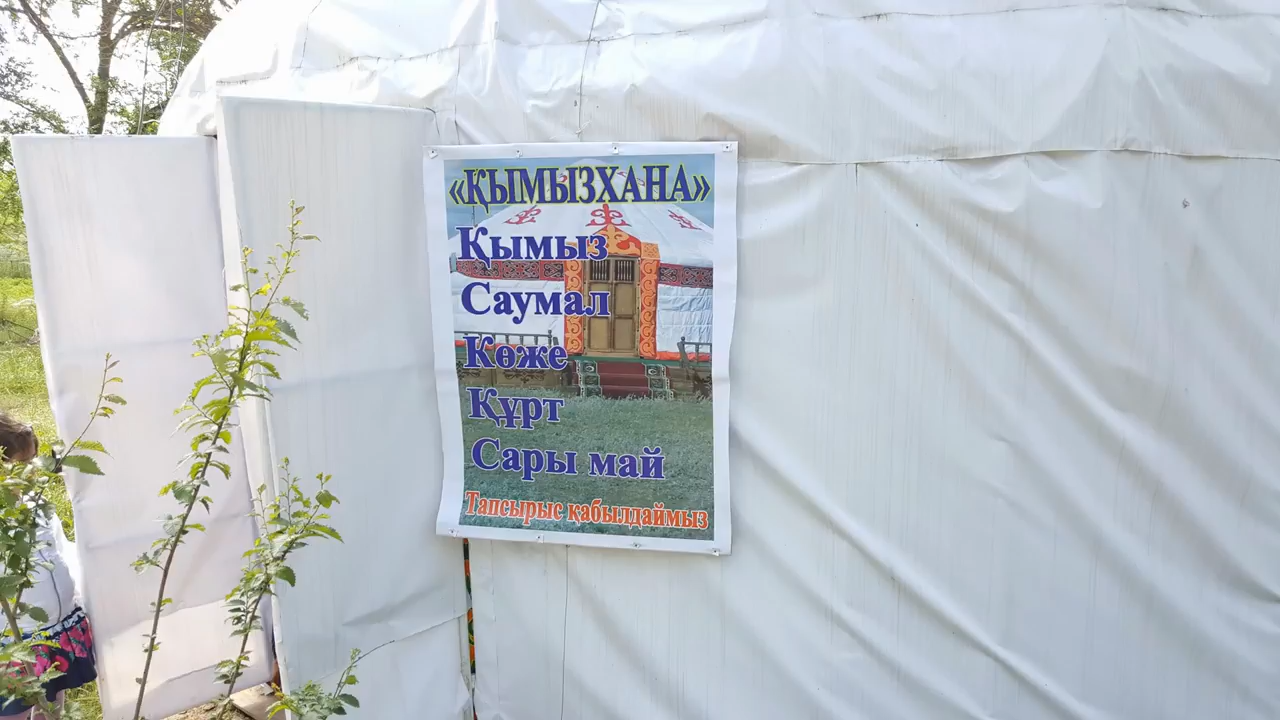 «ҚЫМЫЗХАНА»
Қымыз
Саумал
Көже
Құрт
Сары май
Тапсырыс қабылдаймыз